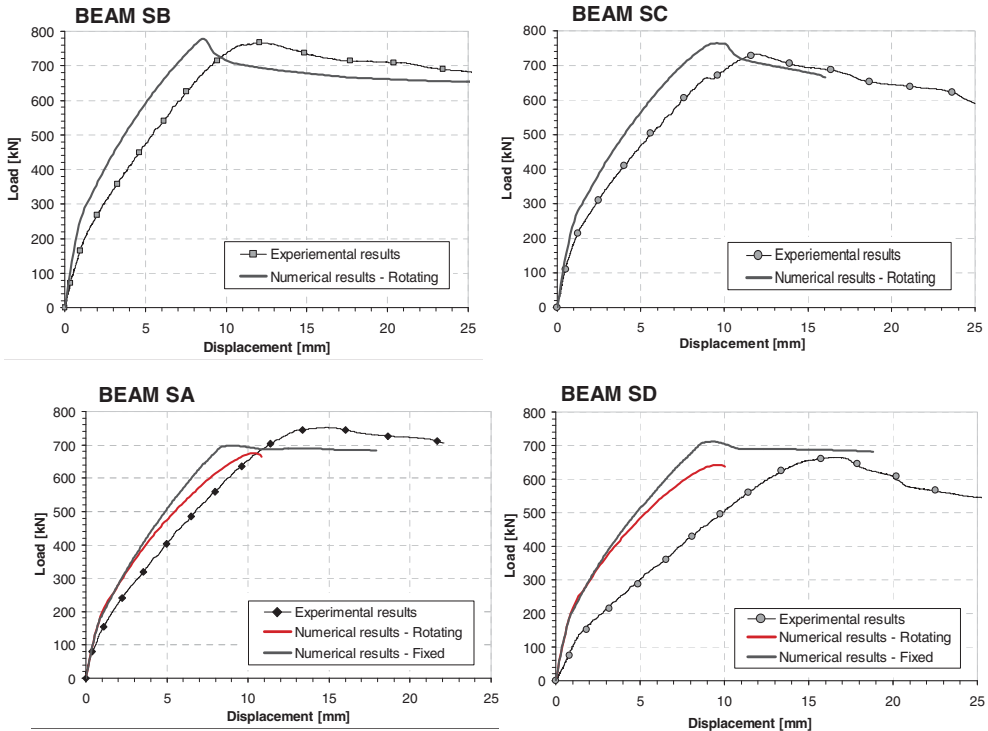 BEAM SB
800
700
600
500
400
300
200
100
0
Load [kN]
0 5 10 15 20 25
Displacement [mm]
Experimental results
Numerical results - Rotating
BEAM SC
800
700
600
500
400
300
200
100
0
Load [kN]
0 5 10 15 20 25
Displacement [mm]
Experiemental results
Numerical results - Rotating
BEAM SA
800
700
600
500
400
300
200
100
0
Load [kN]
0 5 10 15 20 25
Displacement [mm]
Experimental results
Numerical results - Rotating
Numerical results - Fixed
BEAM SD
800
700
600
500
400
300
200
100
0
Load [kN]
0 5 10 15 20 25
Displacement [mm]
Experimental results
Numerical results - Rotating
Numerical results - Fixed